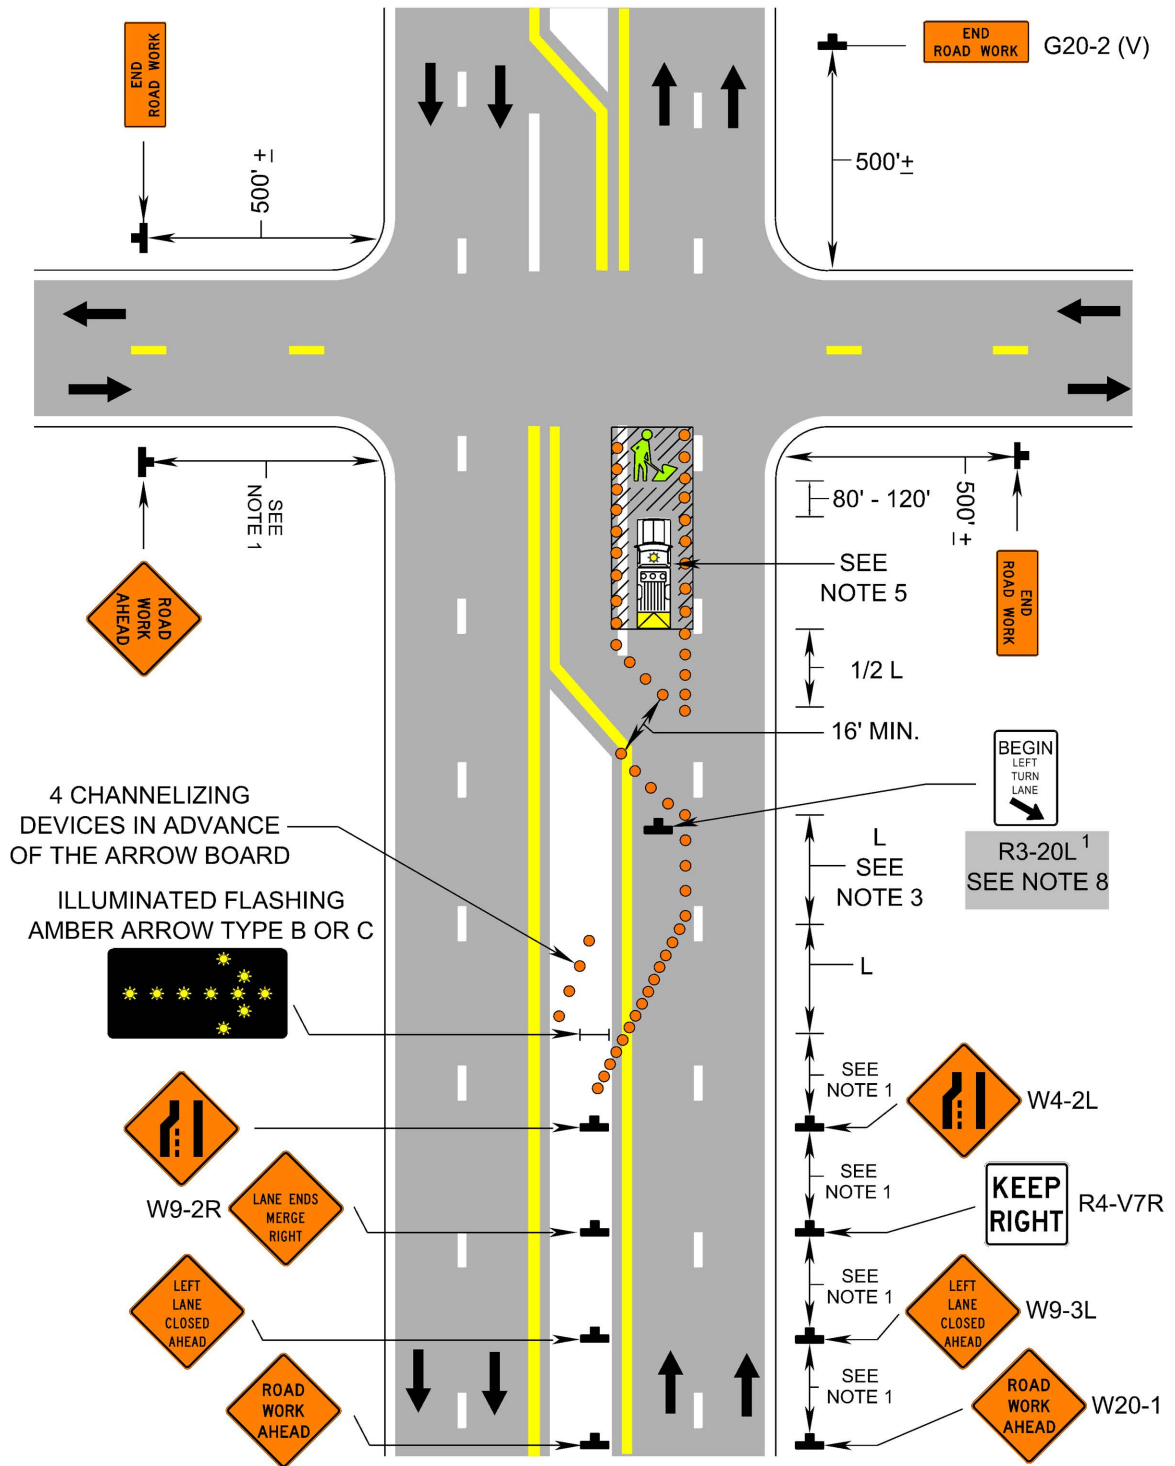 END
ROAD WORK
END
ROAD WORK
G20-2 (V)
500' ±
500'±
SEE
NOTE 1
ROAD
WORK
AHEAD
80' - 120'
500' ±
END
ROAD WORK
SEE
NOTE 5
1/2 L
16' MIN.
BEGIN
LEFT
TURN
LANE
R3-20L 1
SEE NOTE 8
4 CHANNELIZING
DEVICES IN ADVANCE
OF THE ARROW BOARD
L
SEE
NOTE 3
ILLUMINATED FLASHING
AMBER ARROW TYPE B OR C
L
SEE
NOTE 1
W4-2L
W9-2R
LANE ENDS
MERGE
RIGHT
SEE
NOTE 1
KEEP
RIGHT
R4-V7R
LEFT
LANE
CLOSED
AHEAD
SEE
NOTE 1
LEFT
LANE
CLOSED
AHEAD
W9-3L
ROAD
WORK
AHEAD
SEE
NOTE 1
ROAD
WORK
AHEAD
W20-1